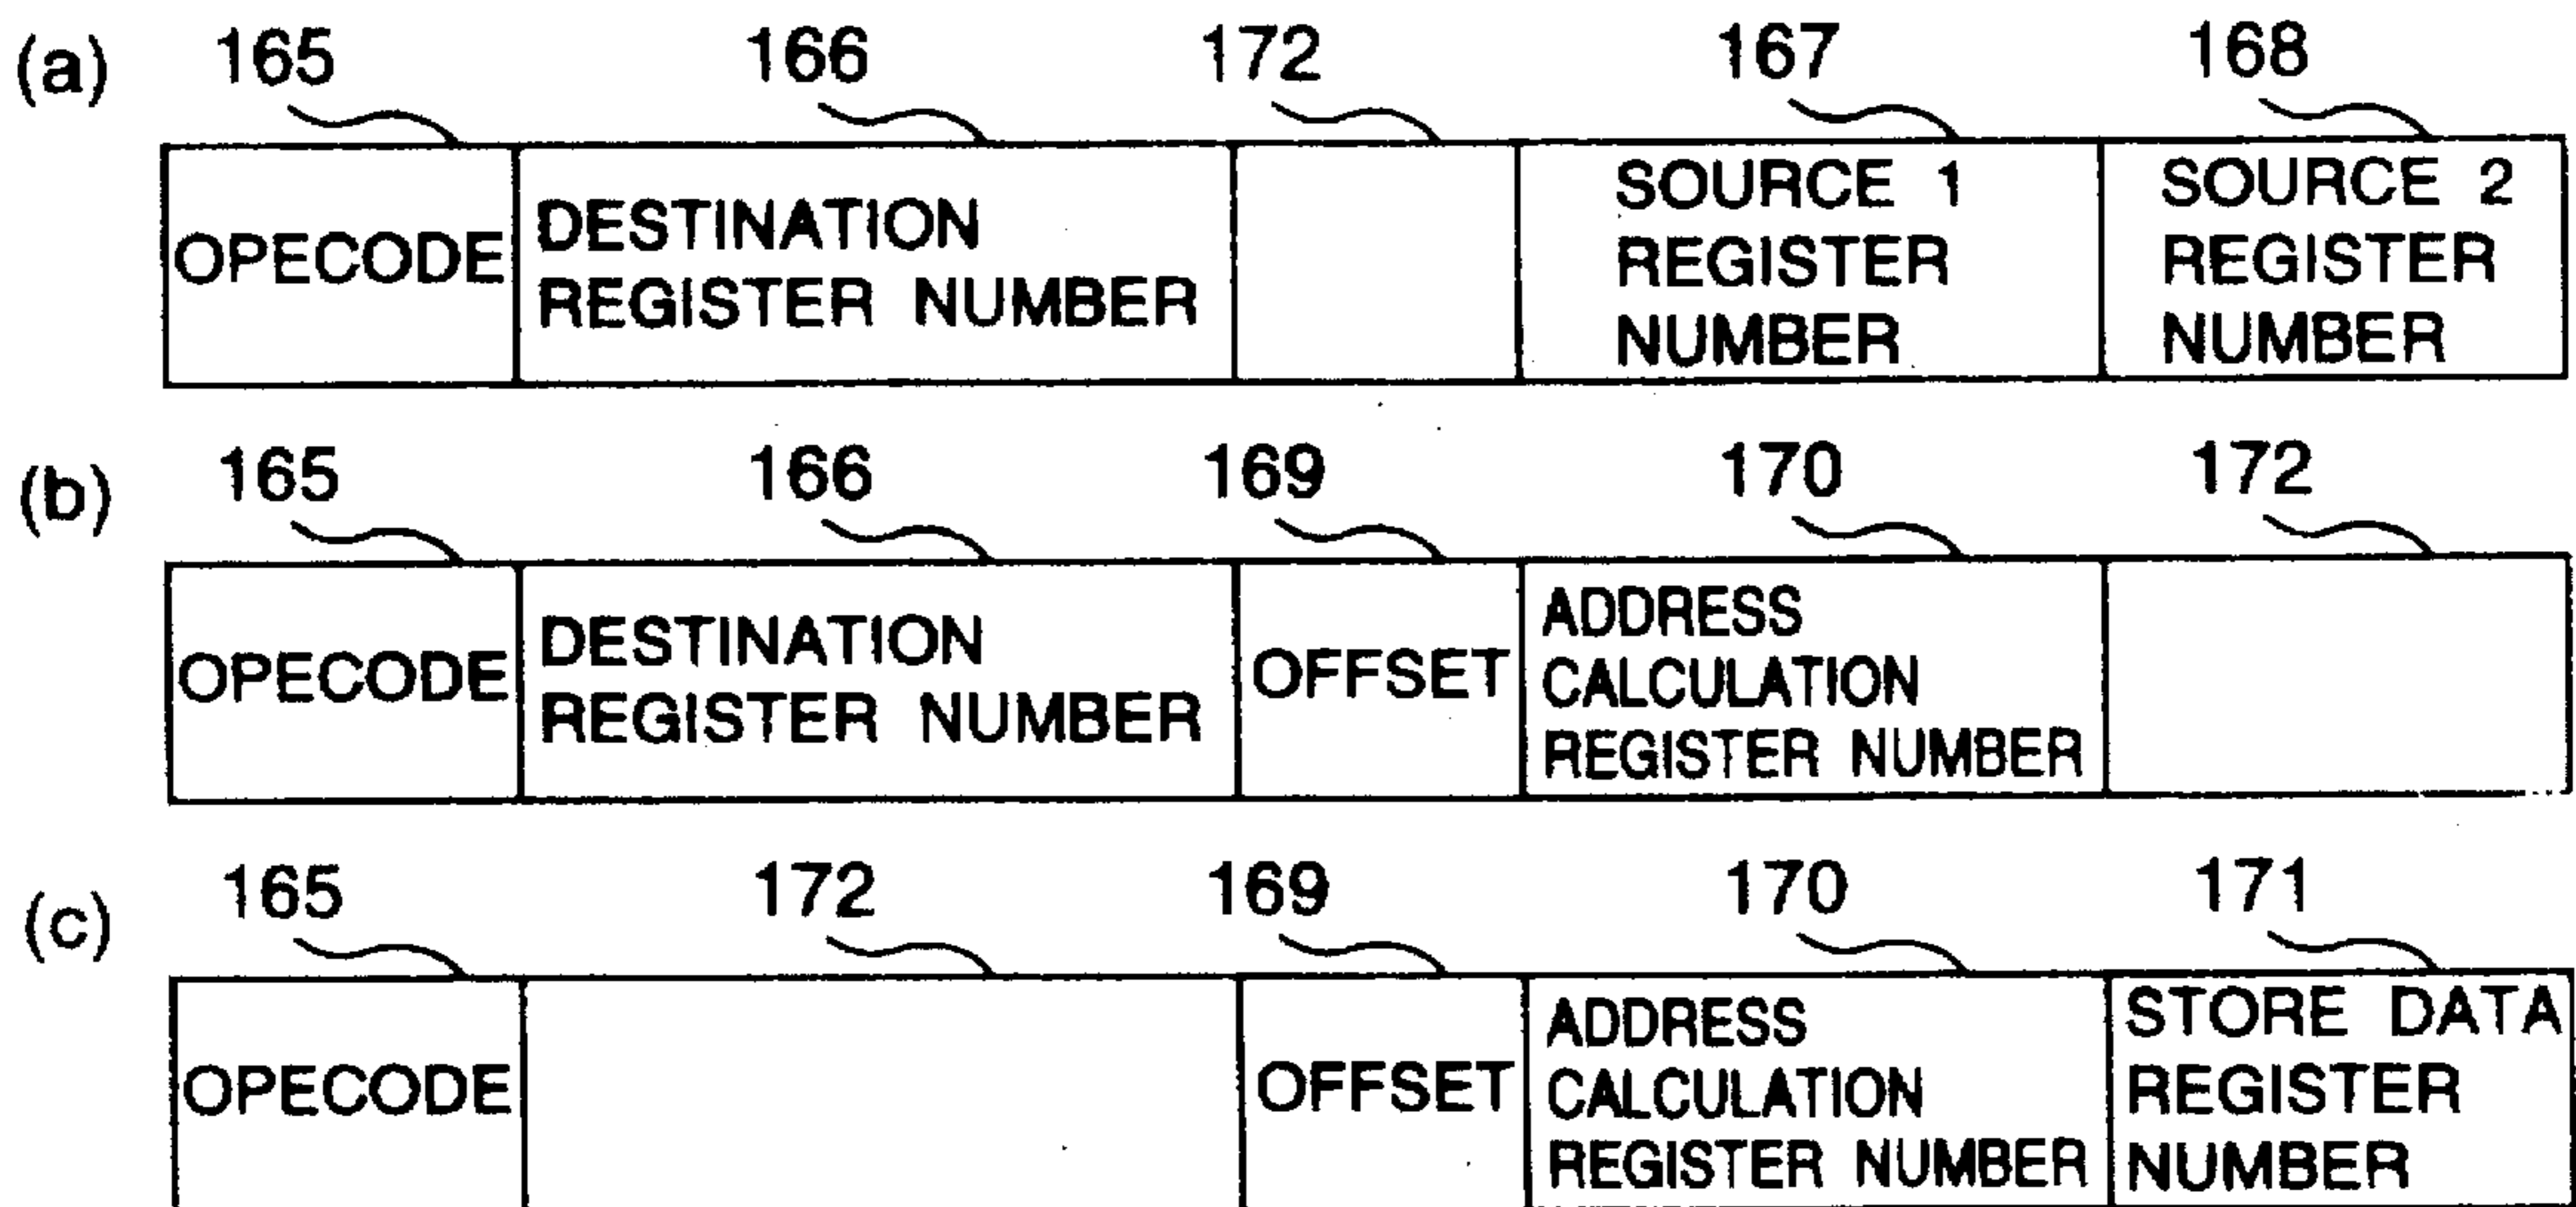 (a) 165 166 172 167 168
OPECODE
DESTINATION
REGISTER NUMBER
SOURCE 1
REGISTER
NUMBER
SOURCE 2
REGISTER
NUMBER
(b) 165 166 169 170 172
OPECODE
DESTINATION
REGISTER NUMBER
OFFSET
ADDRESS
CALCULATION
REGISTER NUMBER
(c) 165 172 169 170 171
OPECODE
OFFSET
ADDRESS
CALCULATION
REGISTER NUMBER
STORE DATA
REGISTER
NUMBER